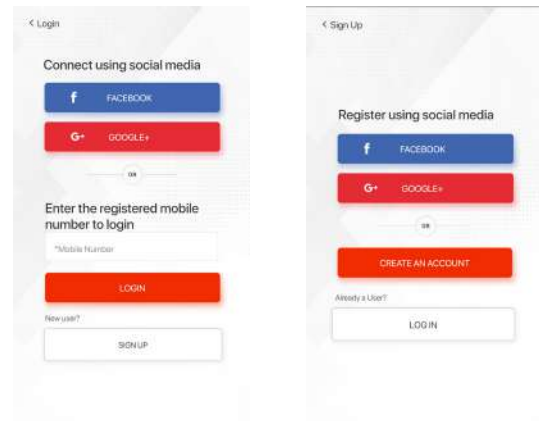 < Login
Connect using social media
f FACEBOOK
G+ GOOGLE+
OR
Enter the registered mobile
number to login
*Mobile Number
LOGIN
New user?
SIGN UP
< Sign Up
Register using social media
f FACEBOOK
G+ GOOGLE+
OR
CREATE AN ACCOUNT
Already a User?
LOG IN